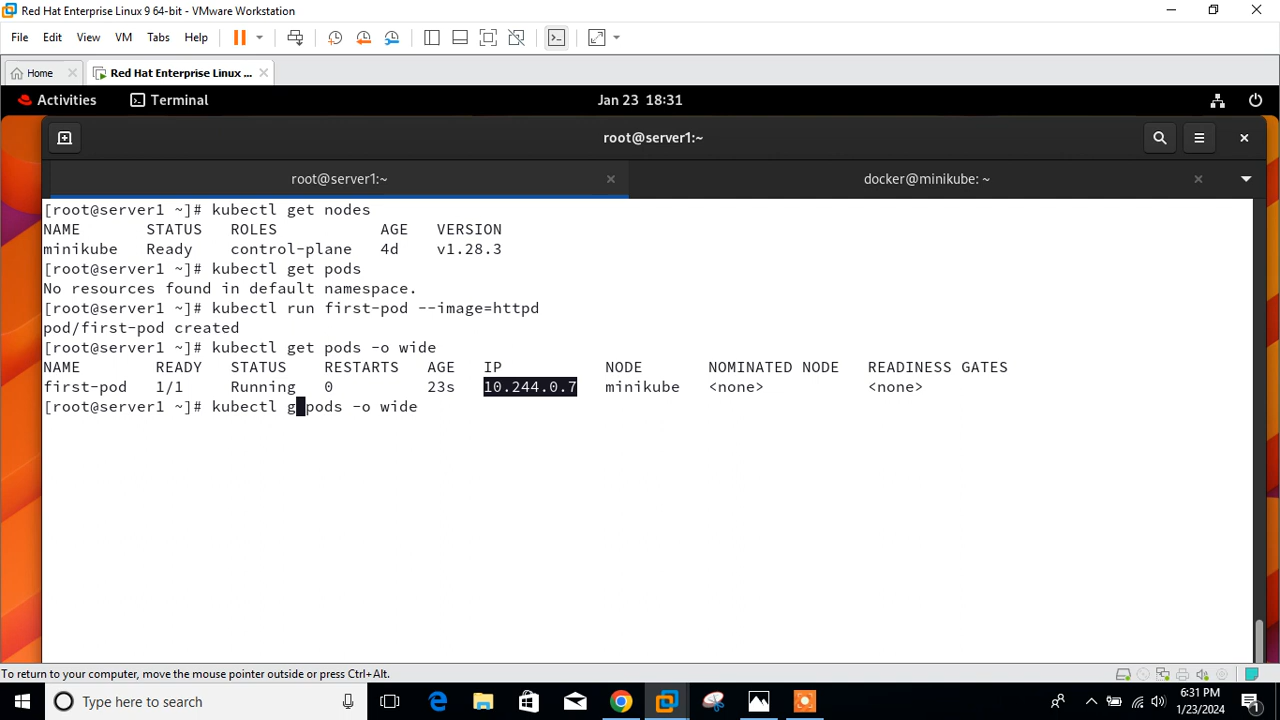 Red Hat Enterprise Linux 9 64-bit - VMware Workstation
File Edit View VM Tabs Help
Home Red Hat Enterprise Linux ...
Activities Terminal Jan 23 18:31
root@server1:~
root@server1:~ docker@minikube: ~
[root@server1 ~]# kubectl get nodes
NAME STATUS ROLES AGE VERSION
minikube Ready control-plane 4d v1.28.3
[root@server1 ~]# kubectl get pods
No resources found in default namespace.
[root@server1 ~]# kubectl run first-pod --image=httpd
pod/first-pod created
[root@server1 ~]# kubectl get pods -o wide
NAME READY STATUS RESTARTS AGE IP NODE NOMINATED NODE READINESS GATES
first-pod 1/1 Running 0 23s 10.244.0.7 minikube <none> <none>
[root@server1 ~]# kubectl g pods -o wide
To return to your computer, move the mouse pointer outside or press Ctrl+Alt.
Type here to search
6:31 PM
1/23/2024
1